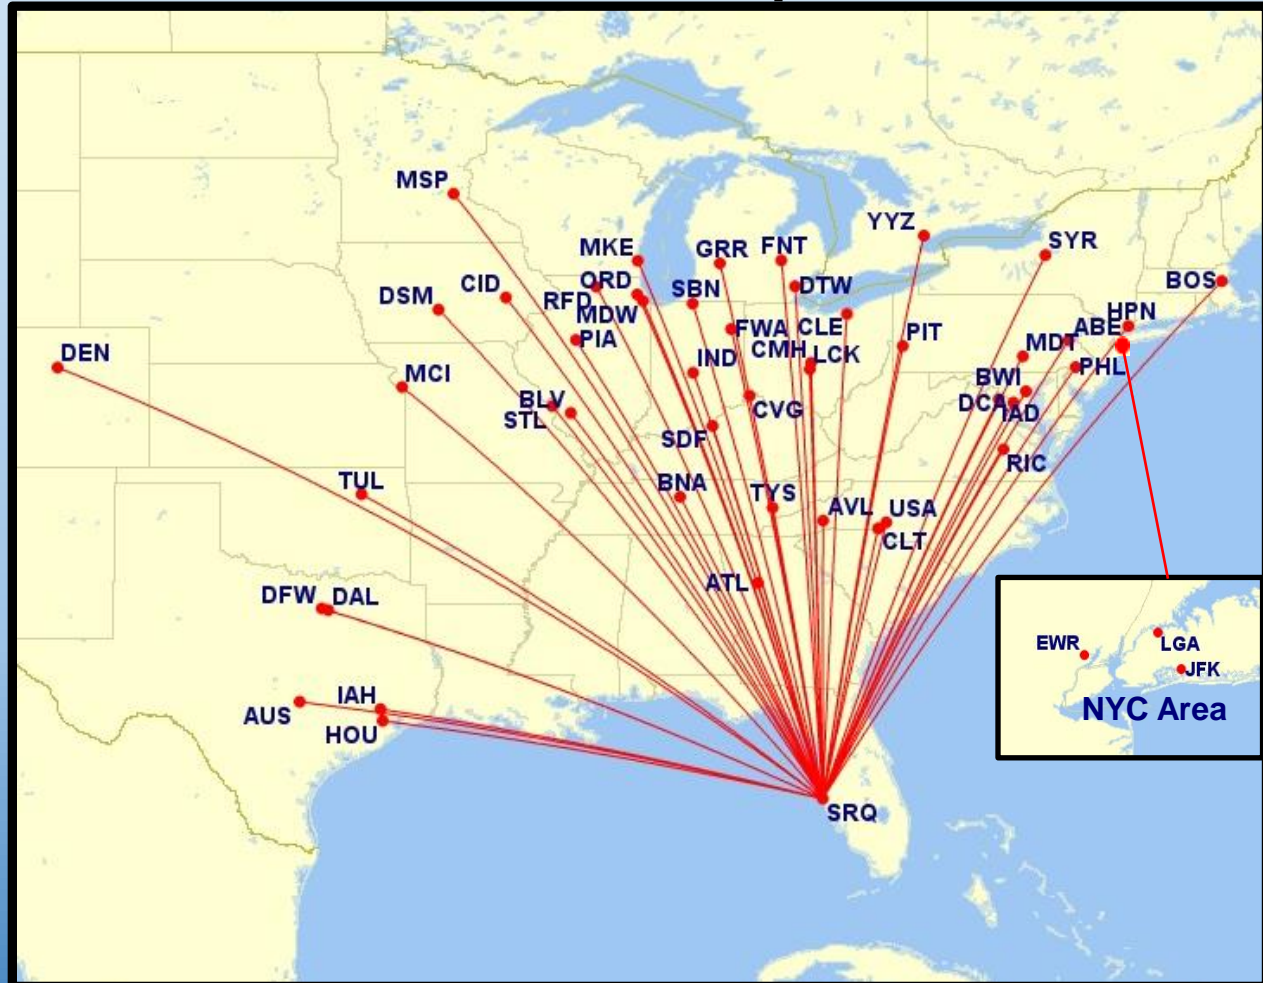 MSP
YYZ
SYR
MKE
GRR
FNT
BOS
DSM
CID
RFD
ORD
SBN
DTW
MDW
HPN
PIA
FWA
CLE
PIT
ABE
MDT
DEN
IND
CMH
LCK
PHL
MCI
BWI
BLV
DCA
IAD
STL
CVG
SDF
RIC
TUL
BNA
TYS
AVL
USA
CLT
ATL
DFW
DAL
EWR
LGA
JFK
IAH
AUS
NYC Area
HOU
SRQ